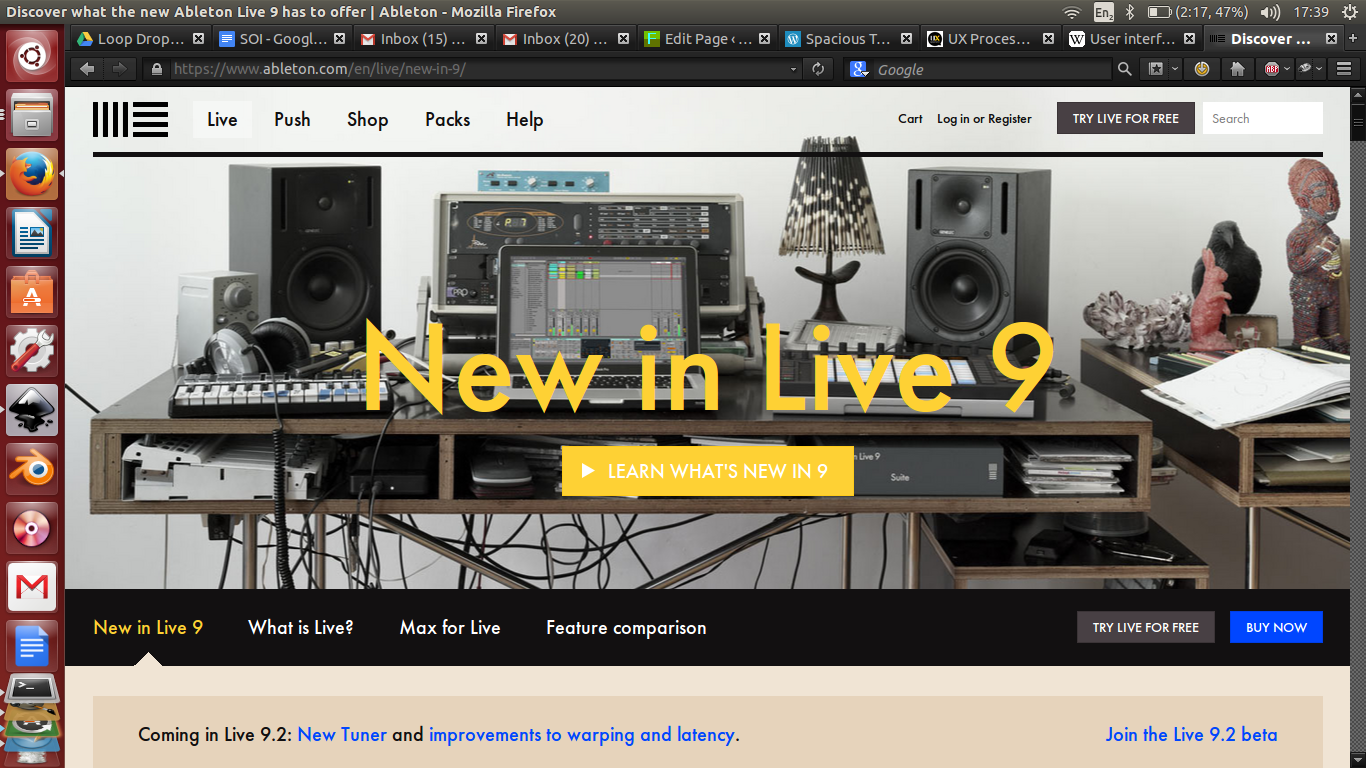 Discover what the new Ableton Live 9 has to offer | Ableton - Mozilla Firefox
En2 (2:17, 47%) 17:39
Loop Drop… SOI - Googl… Inbox (15) … Inbox (20) … Edit Page ‹ … Spacious T… UX Proces… User interf… Discover …
https://www.ableton.com/en/live/new-in-9/ Google ABP
Live Push Shop Packs Help Cart Log in or Register TRY LIVE FOR FREE Search
New in Live 9
LEARN WHAT'S NEW IN 9
Suite
New in Live 9 What is Live? Max for Live Feature comparison TRY LIVE FOR FREE BUY NOW
Coming in Live 9.2: New Tuner and improvements to warping and latency. Join the Live 9.2 beta